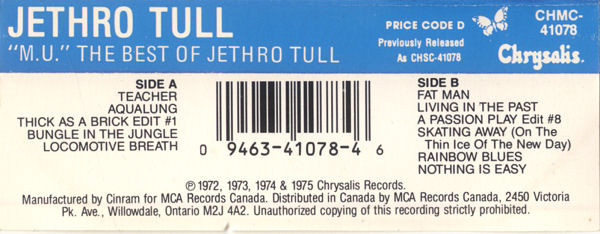 JETHRO TULL
"M.U." THE BEST OF JETHRO TULL
PRICE CODE D
Previously Released
As CHSC-41078
CHMC-
41078
Chrysalis.
SIDE A
TEACHER
AQUALUNG
THICK AS A BRICK EDIT #1
BUNGLE IN THE JUNGLE
LOCOMOTIVE BREATH
0 9463-41078-4 6
SIDE B
FAT MAN
LIVING IN THE PAST
A PASSION PLAY Edit #8
SKATING AWAY (On The
Thin Ice Of The New Day)
RAINBOW BLUES
NOTHING IS EASY
℗ 1972, 1973, 1974 & 1975 Chrysalis Records.
Manufactured by Cinram for MCA Records Canada. Distributed in Canada by MCA Records Canada, 2450 Victoria
Pk. Ave., Willowdale, Ontario M2J 4A2. Unauthorized copying of this recording strictly prohibited.